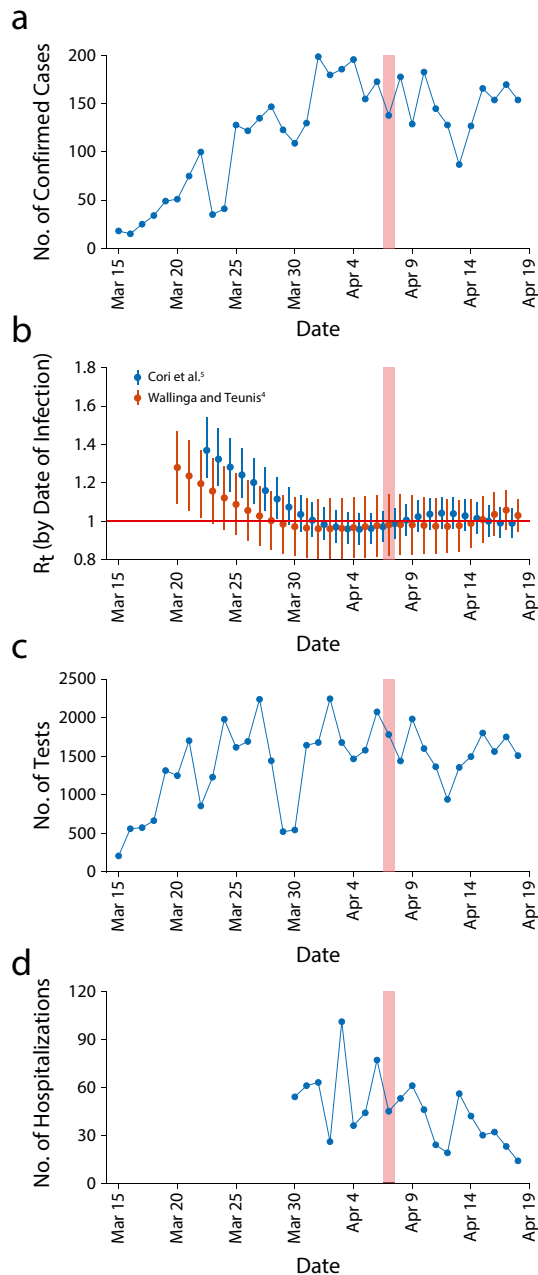 a
No. of Confirmed Cases
200
150
100
50
0
Mar 15
Mar 20
Mar 25
Mar 30
Apr 4
Apr 9
Apr 14
Apr 19
Date
b
Rt (by Date of Infection)
1.8
1.6
1.4
1.2
1
0.8
Cori et al.⁵
Wallinga and Teunis⁴
Mar 15
Mar 20
Mar 25
Mar 30
Apr 4
Apr 9
Apr 14
Apr 19
Date
c
No. of Tests
2500
2000
1500
1000
500
0
Mar 15
Mar 20
Mar 25
Mar 30
Apr 4
Apr 9
Apr 14
Apr 19
Date
d
No. of Hospitalizations
120
90
60
30
0
Mar 15
Mar 20
Mar 25
Mar 30
Apr 4
Apr 9
Apr 14
Apr 19
Date